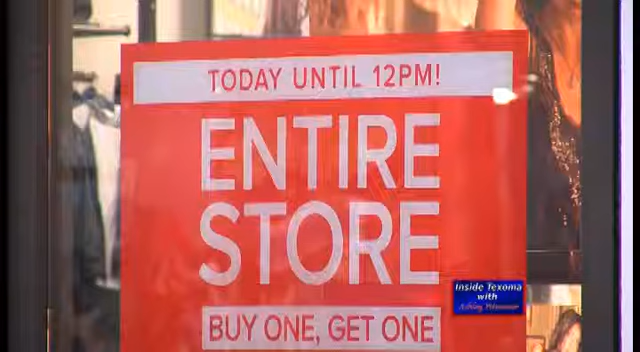 TODAY UNTIL 12PM!
ENTIRE
STORE
BUY ONE, GET ONE
Inside Texoma
with